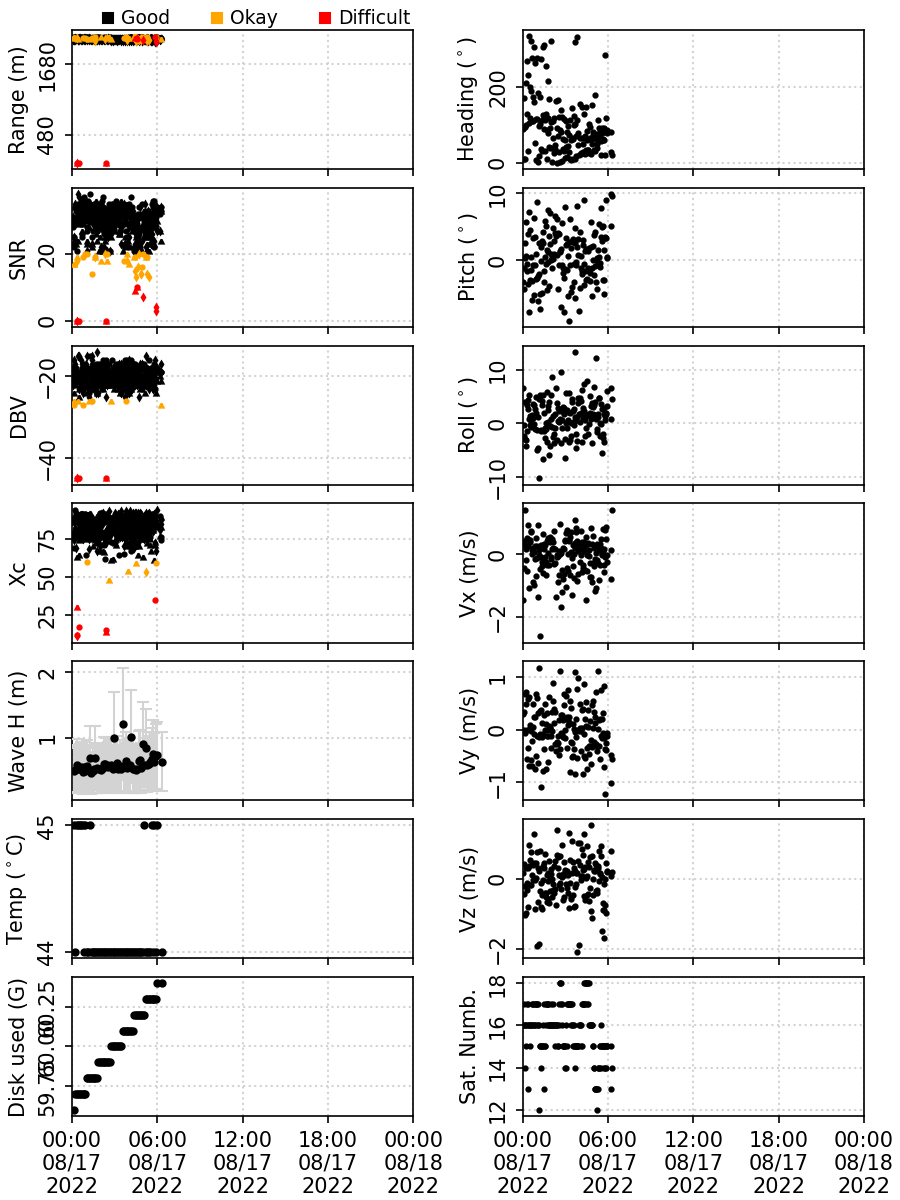 Good Okay Difficult
Range (m)
1680
480
Heading (°)
200
0
SNR
20
0
Pitch (°)
10
0
DBV
−20
−40
Roll (°)
10
0
−10
Xc
75
50
25
Vx (m/s)
0
−2
Wave H (m)
2
1
Vy (m/s)
1
0
−1
Temp (°C)
45
44
Vz (m/s)
0
−2
Disk used (G)
60.25
60.00
59.75
Sat. Numb.
18
16
14
12
00:00 06:00 12:00 18:00 00:00
08/17 08/17 08/17 08/17 08/18
2022 2022 2022 2022 2022
00:00 06:00 12:00 18:00 00:00
08/17 08/17 08/17 08/17 08/18
2022 2022 2022 2022 2022